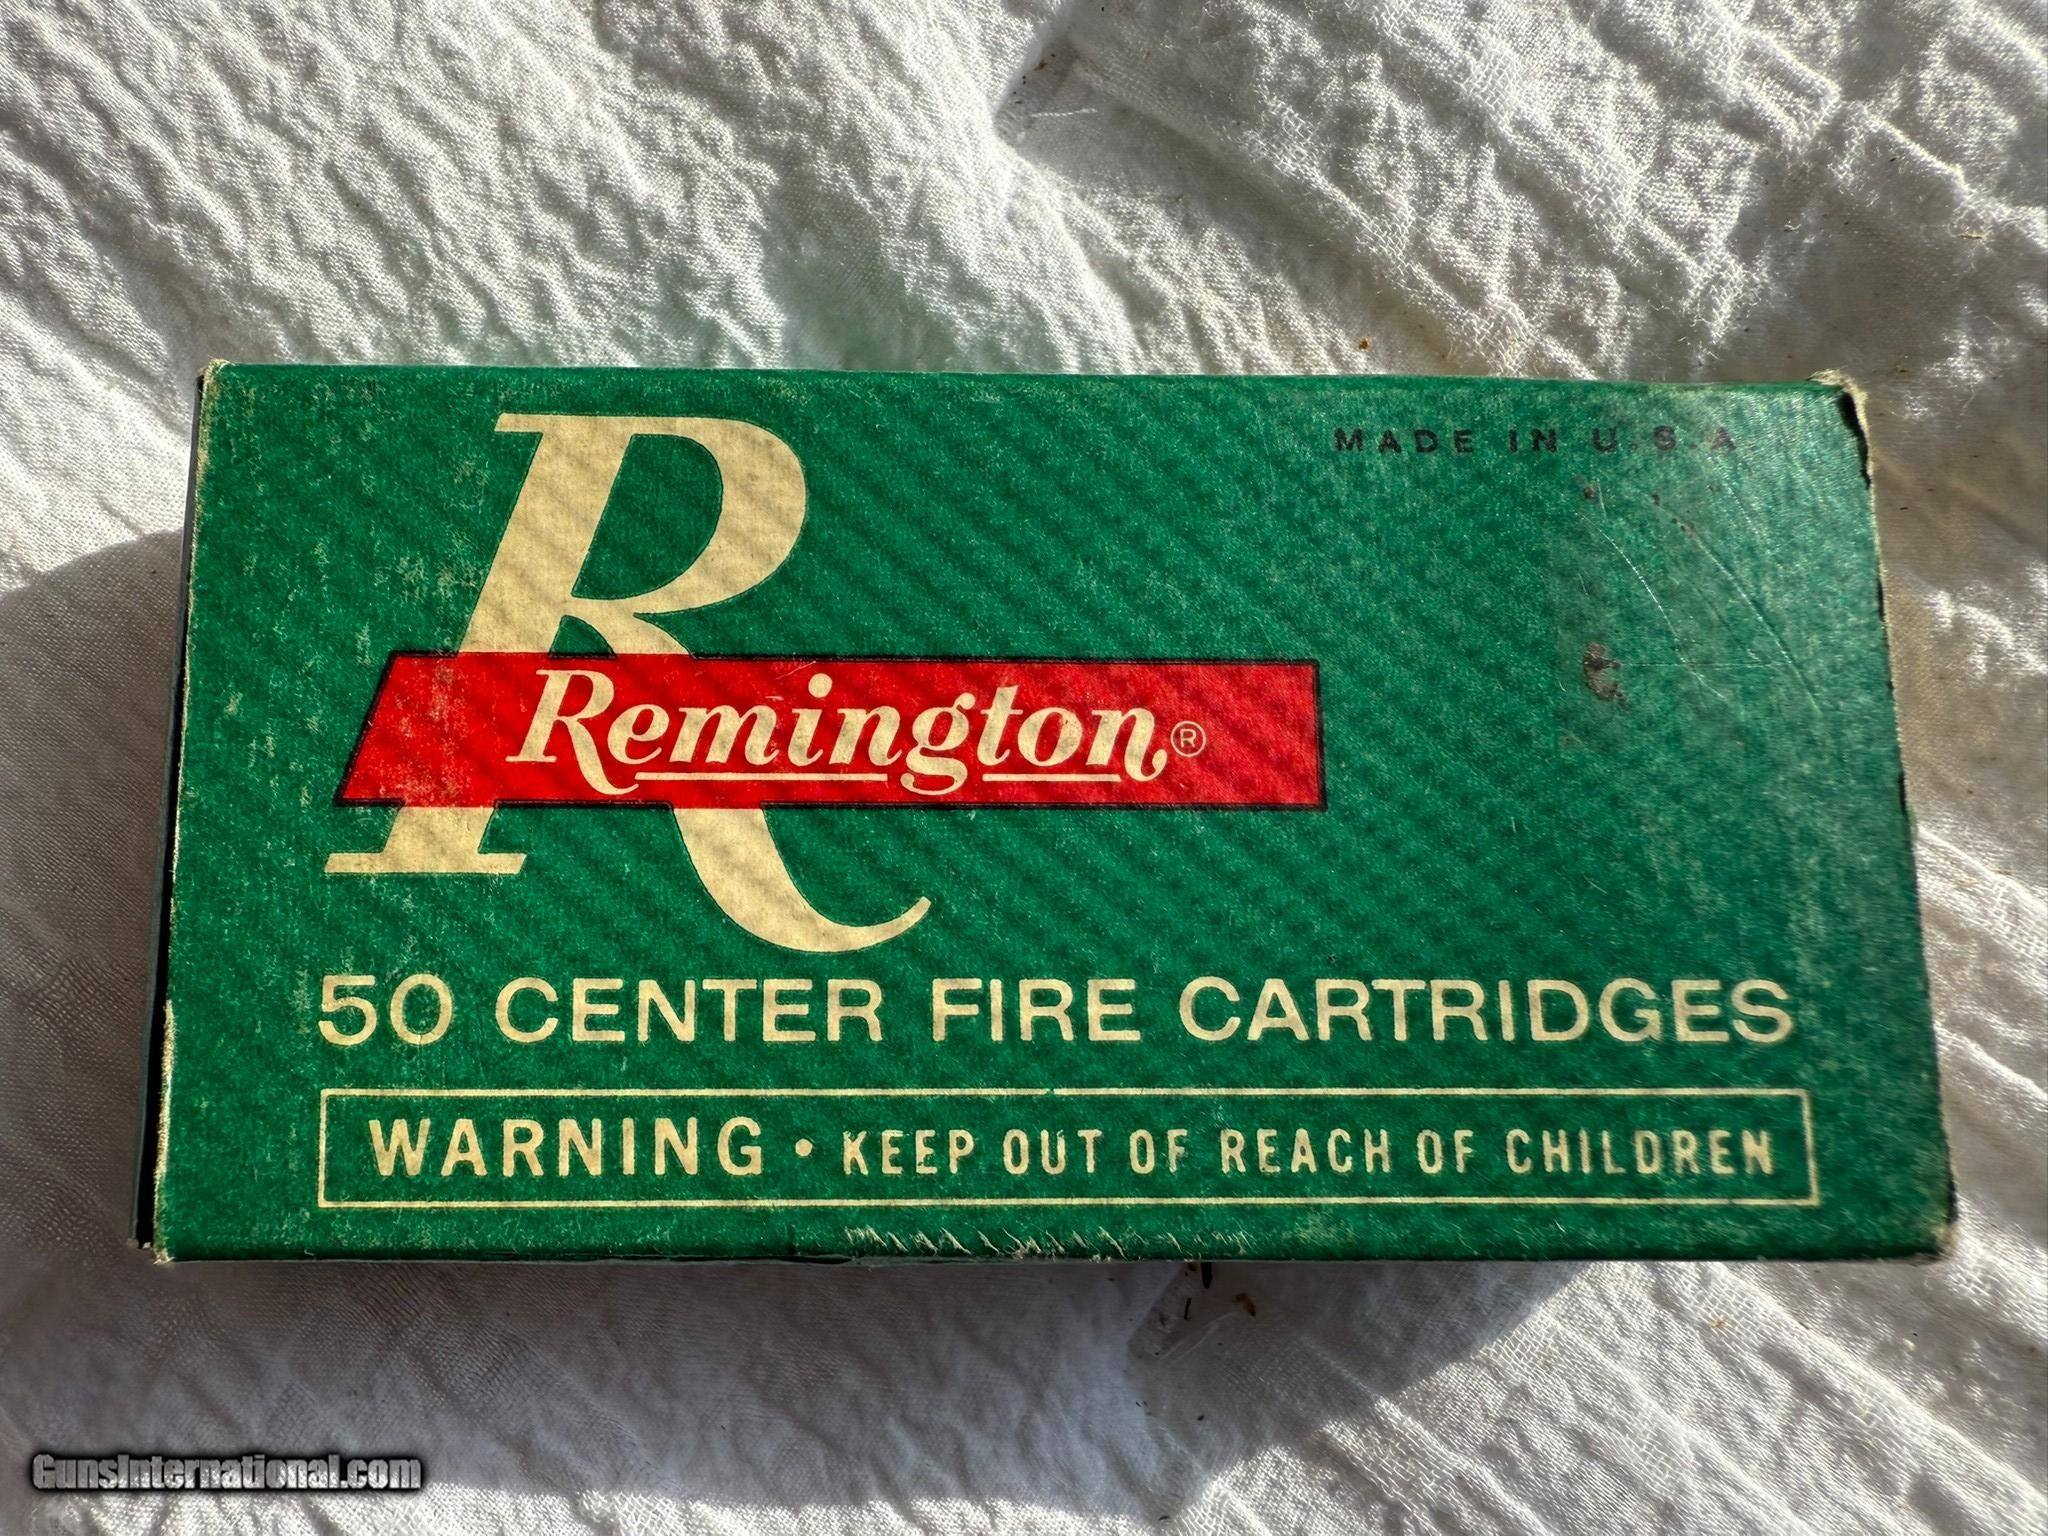 MADE IN U.S.A.
R
Remington®
50 CENTER FIRE CARTRIDGES
WARNING • KEEP OUT OF REACH OF CHILDREN
GunsInternational.com